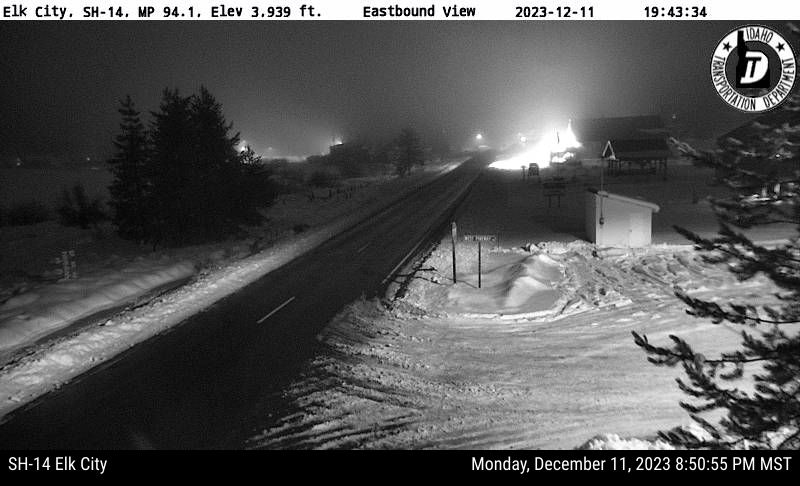 Elk City, SH-14, MP 94.1, Elev 3,939 ft. Eastbound View 2023-12-11 19:43:34
IDAHO
TRANSPORTATION DEPARTMENT
SH-14 Elk City Monday, December 11, 2023 8:50:55 PM MST